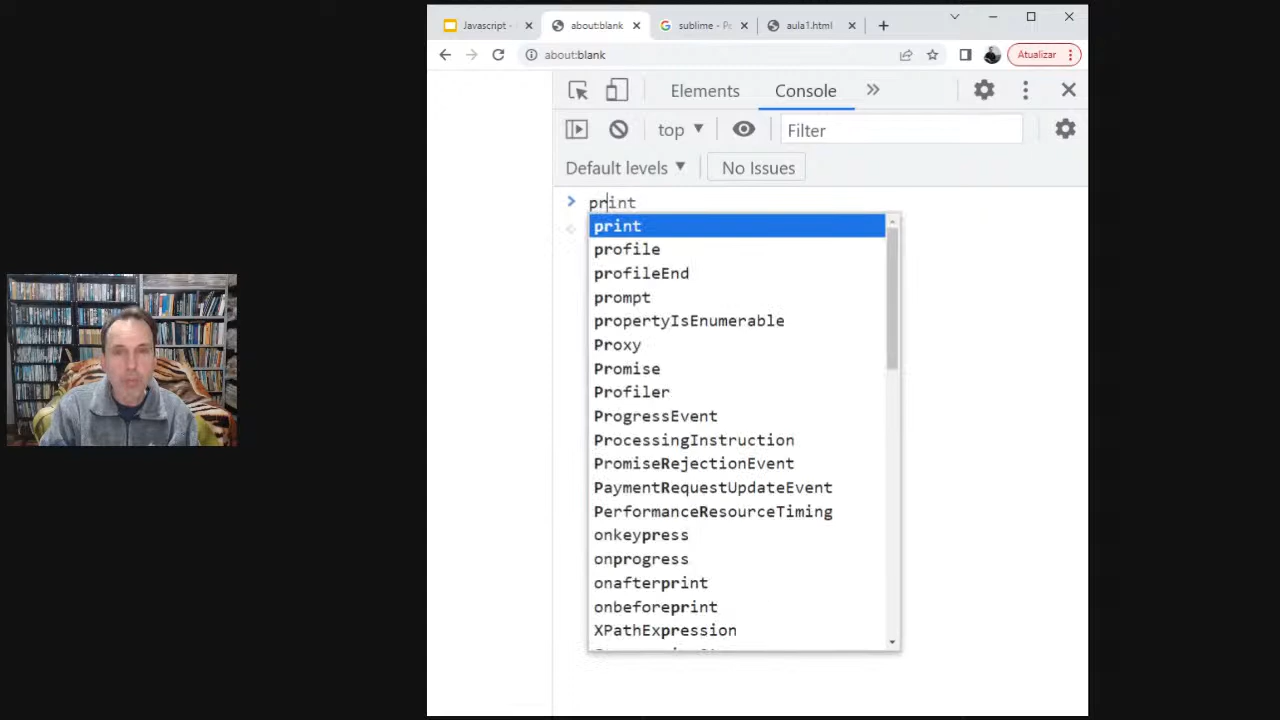 Javascript -
about:blank
sublime - Pe
aula1.html
about:blank
Atualizar
Elements
Console
top
Filter
Default levels
No Issues
print
print
profile
profileEnd
prompt
propertyIsEnumerable
Proxy
Promise
Profiler
ProgressEvent
ProcessingInstruction
PromiseRejectionEvent
PaymentRequestUpdateEvent
PerformanceResourceTiming
onkeypress
onprogress
onafterprint
onbeforeprint
XPathExpression